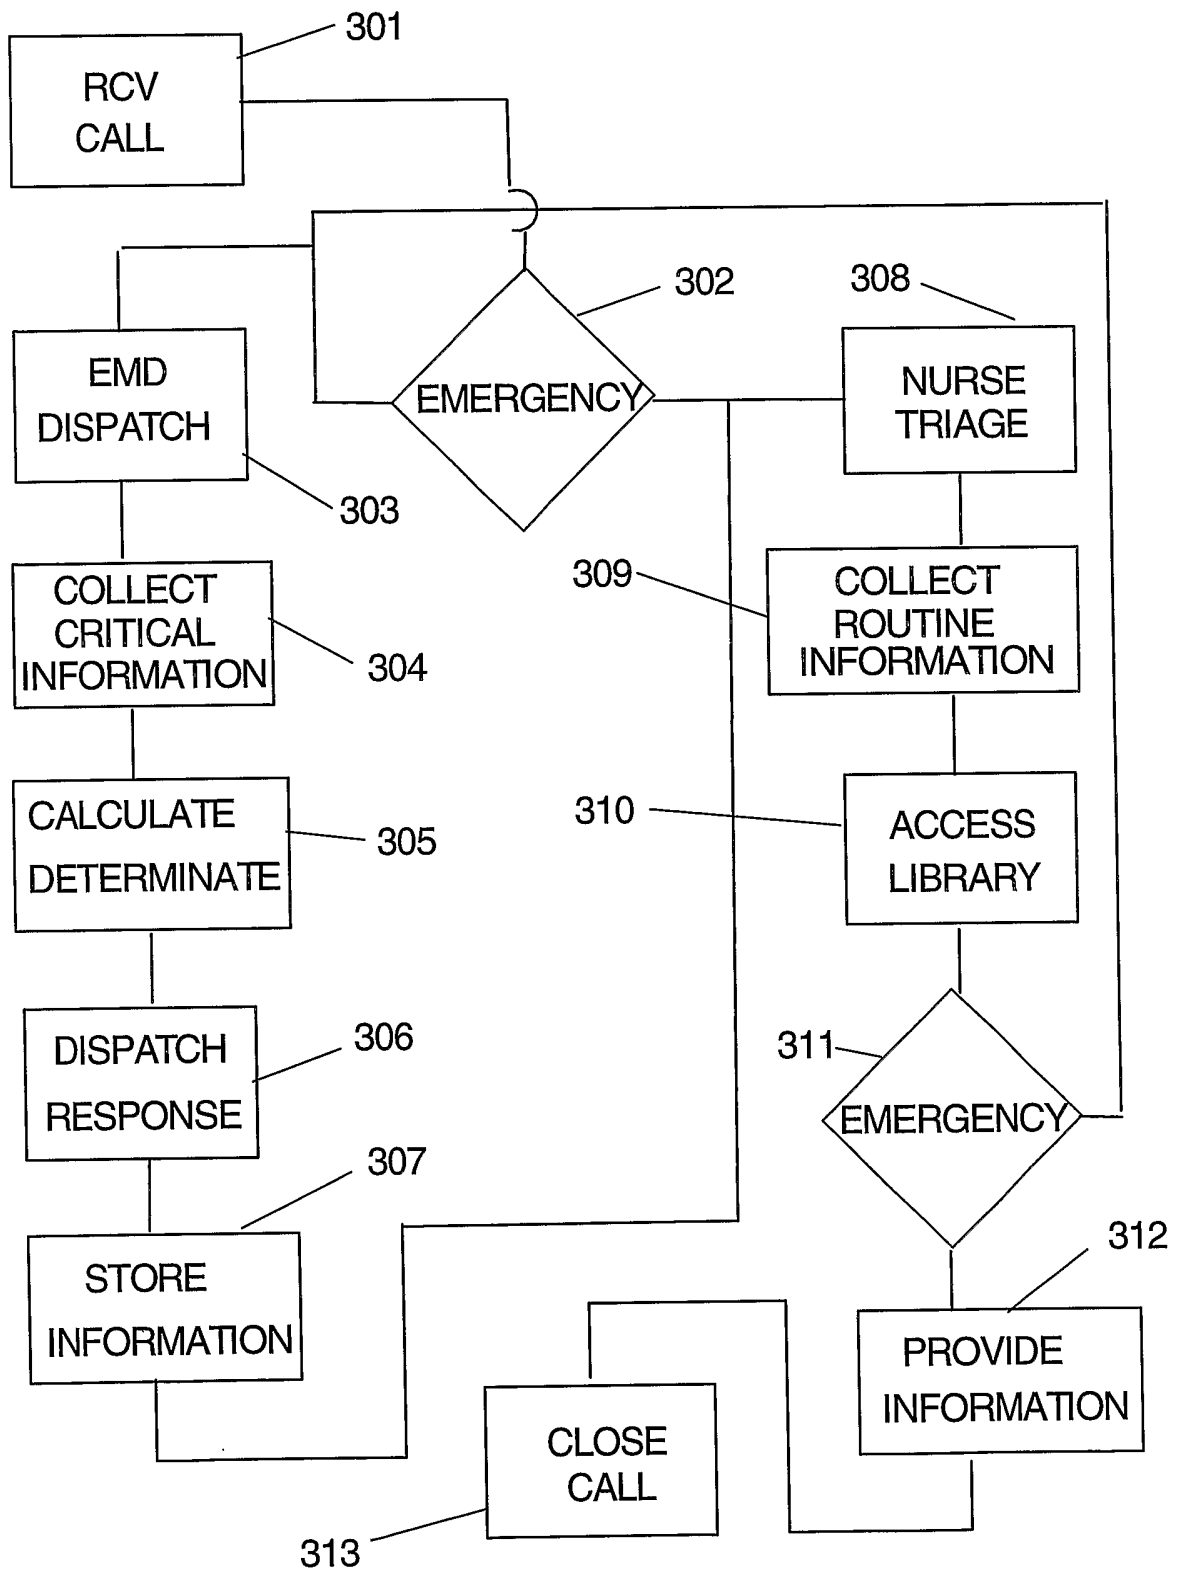 301
RCV
CALL
302
308
EMD
DISPATCH
EMERGENCY
NURSE
TRIAGE
303
COLLECT
CRITICAL
INFORMATION
304
309
COLLECT
ROUTINE
INFORMATION
CALCULATE
DETERMINATE
305
310
ACCESS
LIBRARY
DISPATCH
RESPONSE
306
311
EMERGENCY
307
STORE
INFORMATION
312
PROVIDE
INFORMATION
CLOSE
CALL
313